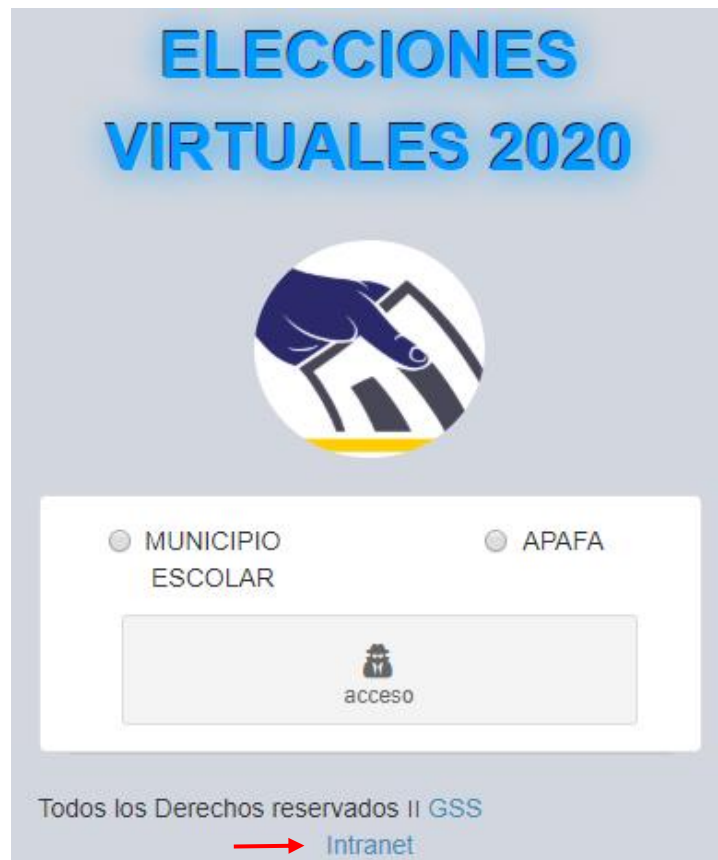 ELECCIONES
VIRTUALES 2020
MUNICIPIO
ESCOLAR
APAFA
acceso
Todos los Derechos reservados II GSS
Intranet